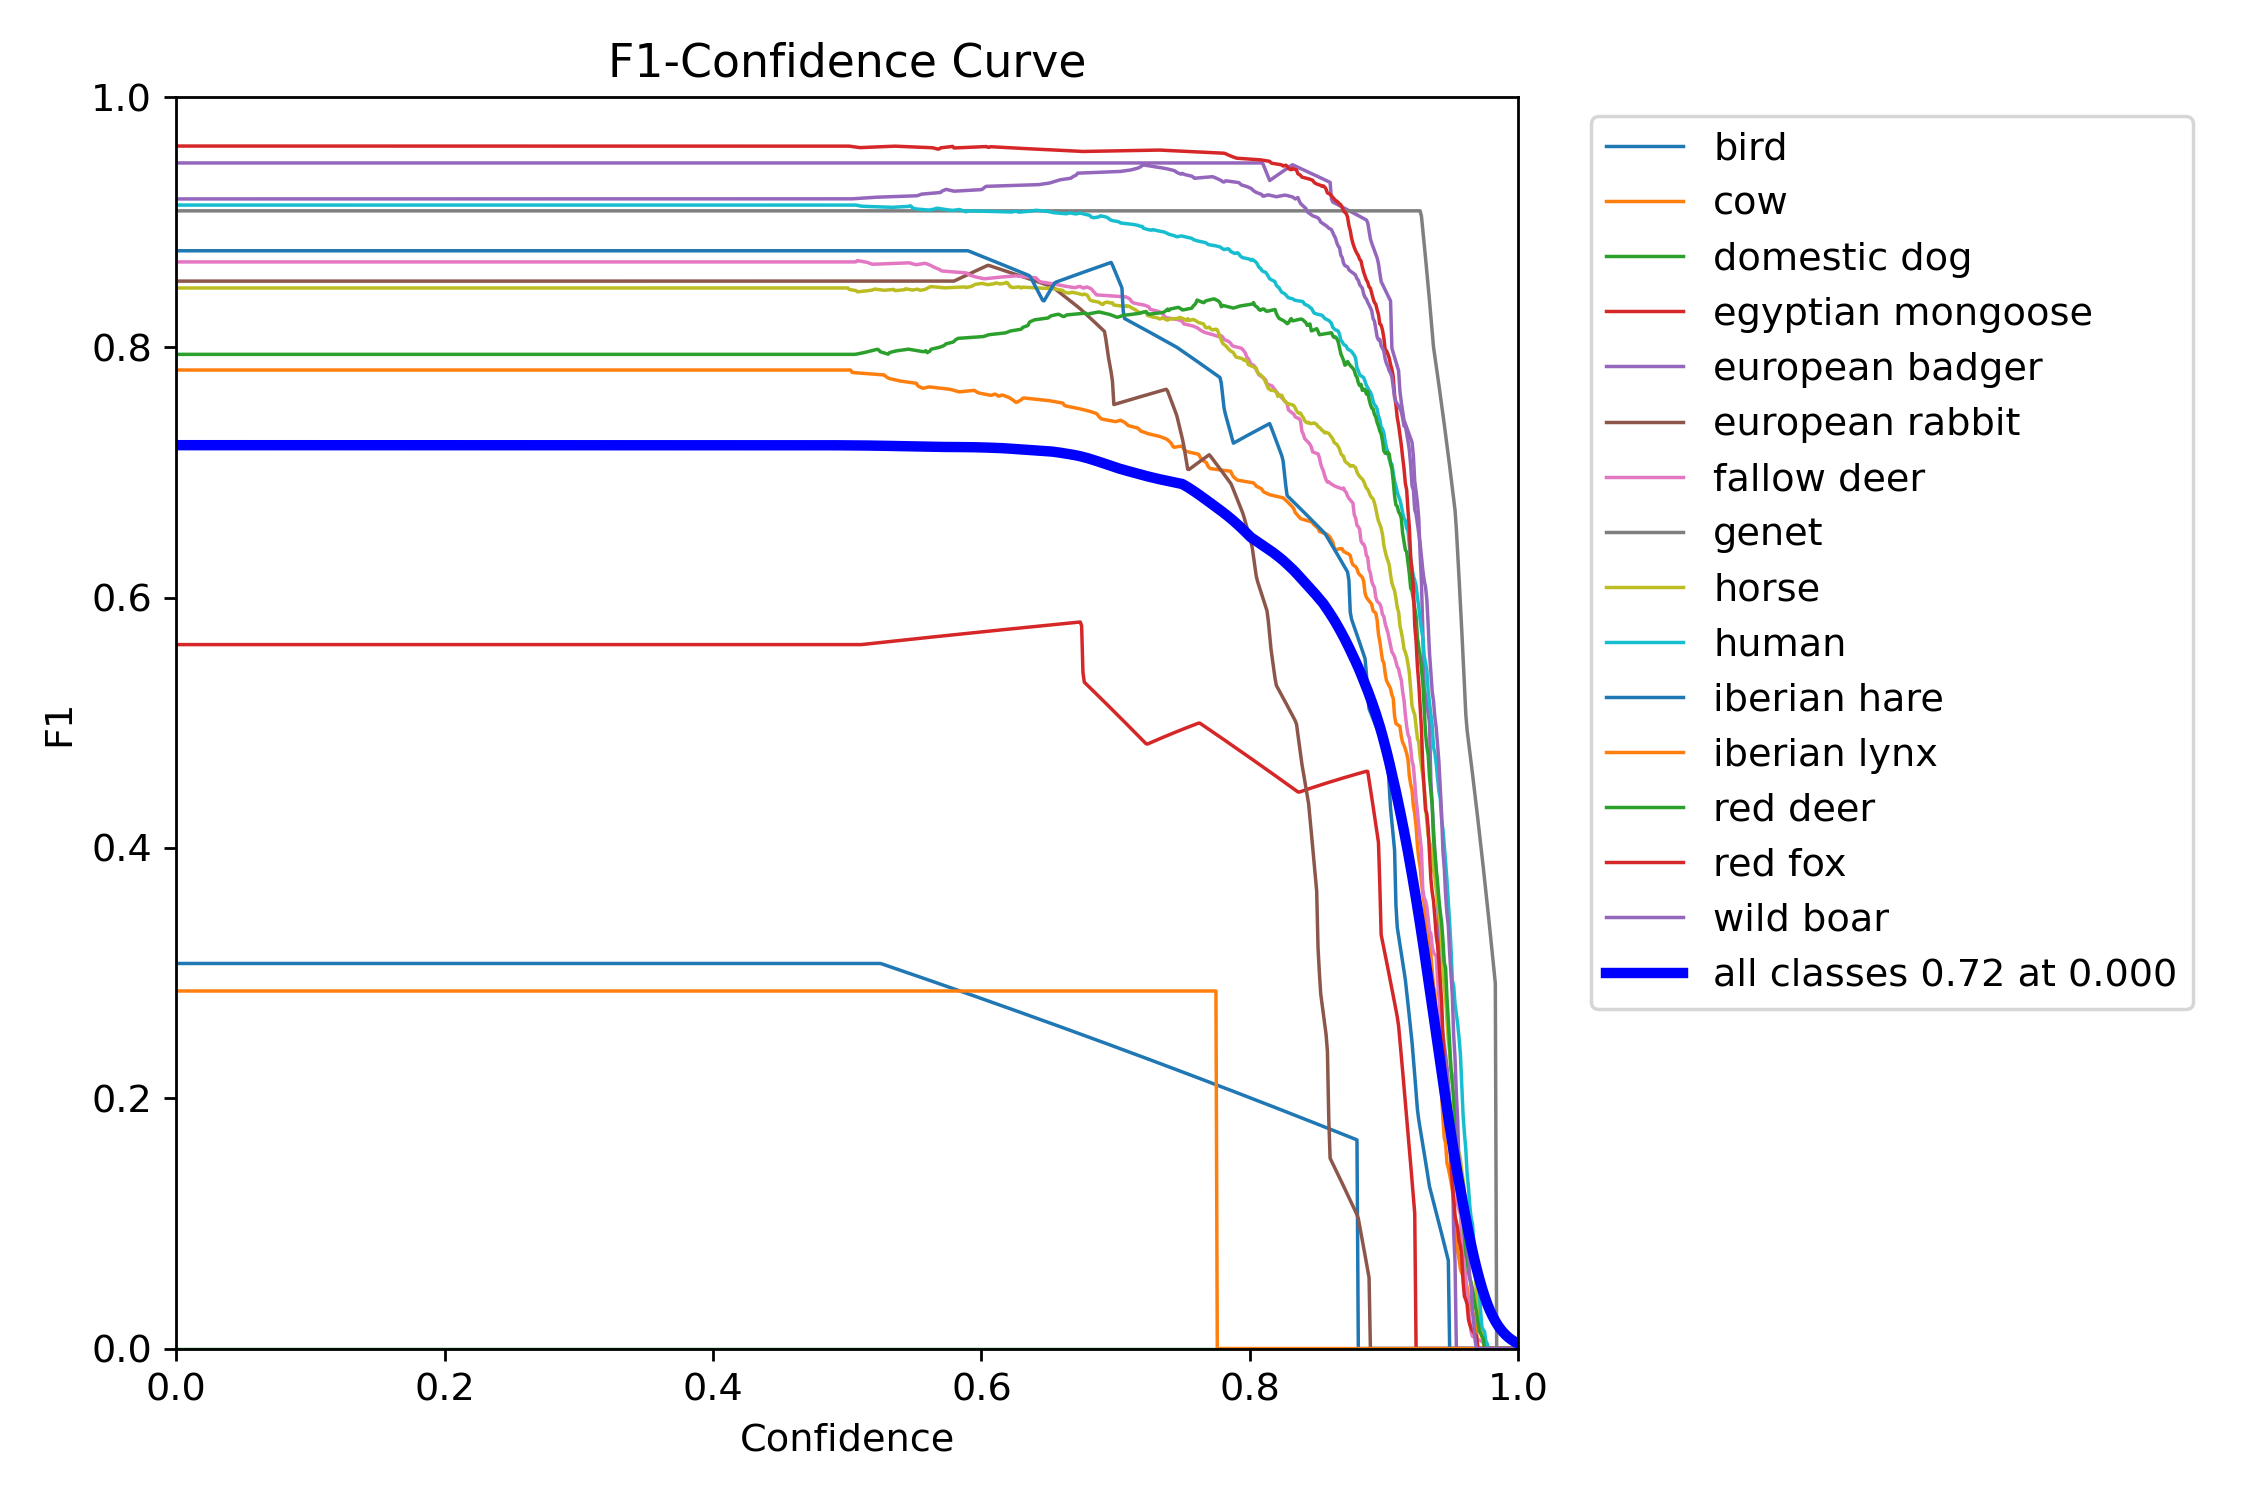 F1-Confidence Curve
1.0
0.8
0.6
0.4
0.2
0.0
F1
0.0 0.2 0.4 0.6 0.8 1.0
Confidence
bird
cow
domestic dog
egyptian mongoose
european badger
european rabbit
fallow deer
genet
horse
human
iberian hare
iberian lynx
red deer
red fox
wild boar
all classes 0.72 at 0.000